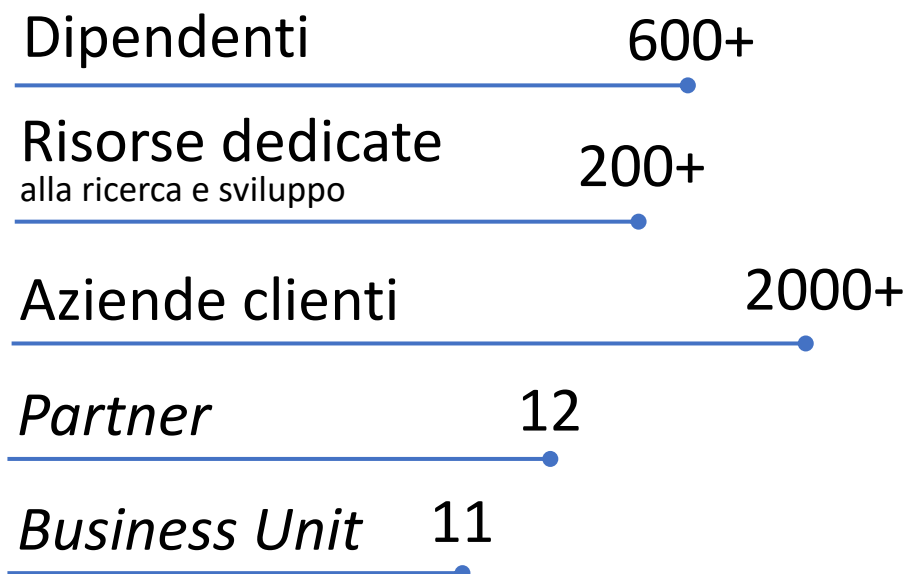 Dipendenti 600+
Risorse dedicate 200+
alla ricerca e sviluppo
Aziende clienti 2000+
Partner 12
Business Unit 11